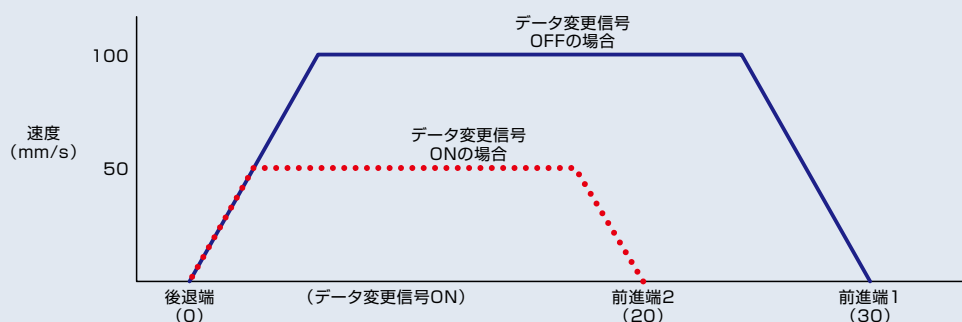 データ変更信号
OFFの場合
100
速度
(mm/s)
データ変更信号
ONの場合
50
後退端
(0)
(データ変更信号ON)
前進端2
(20)
前進端1
(30)